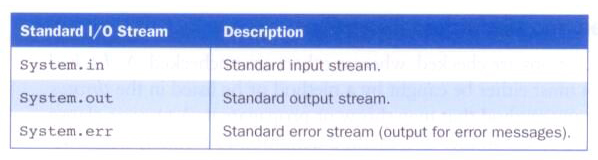 Standard I/O Stream Description
System.in Standard input stream.
System.out Standard output stream.
System.err Standard error stream (output for error messages).